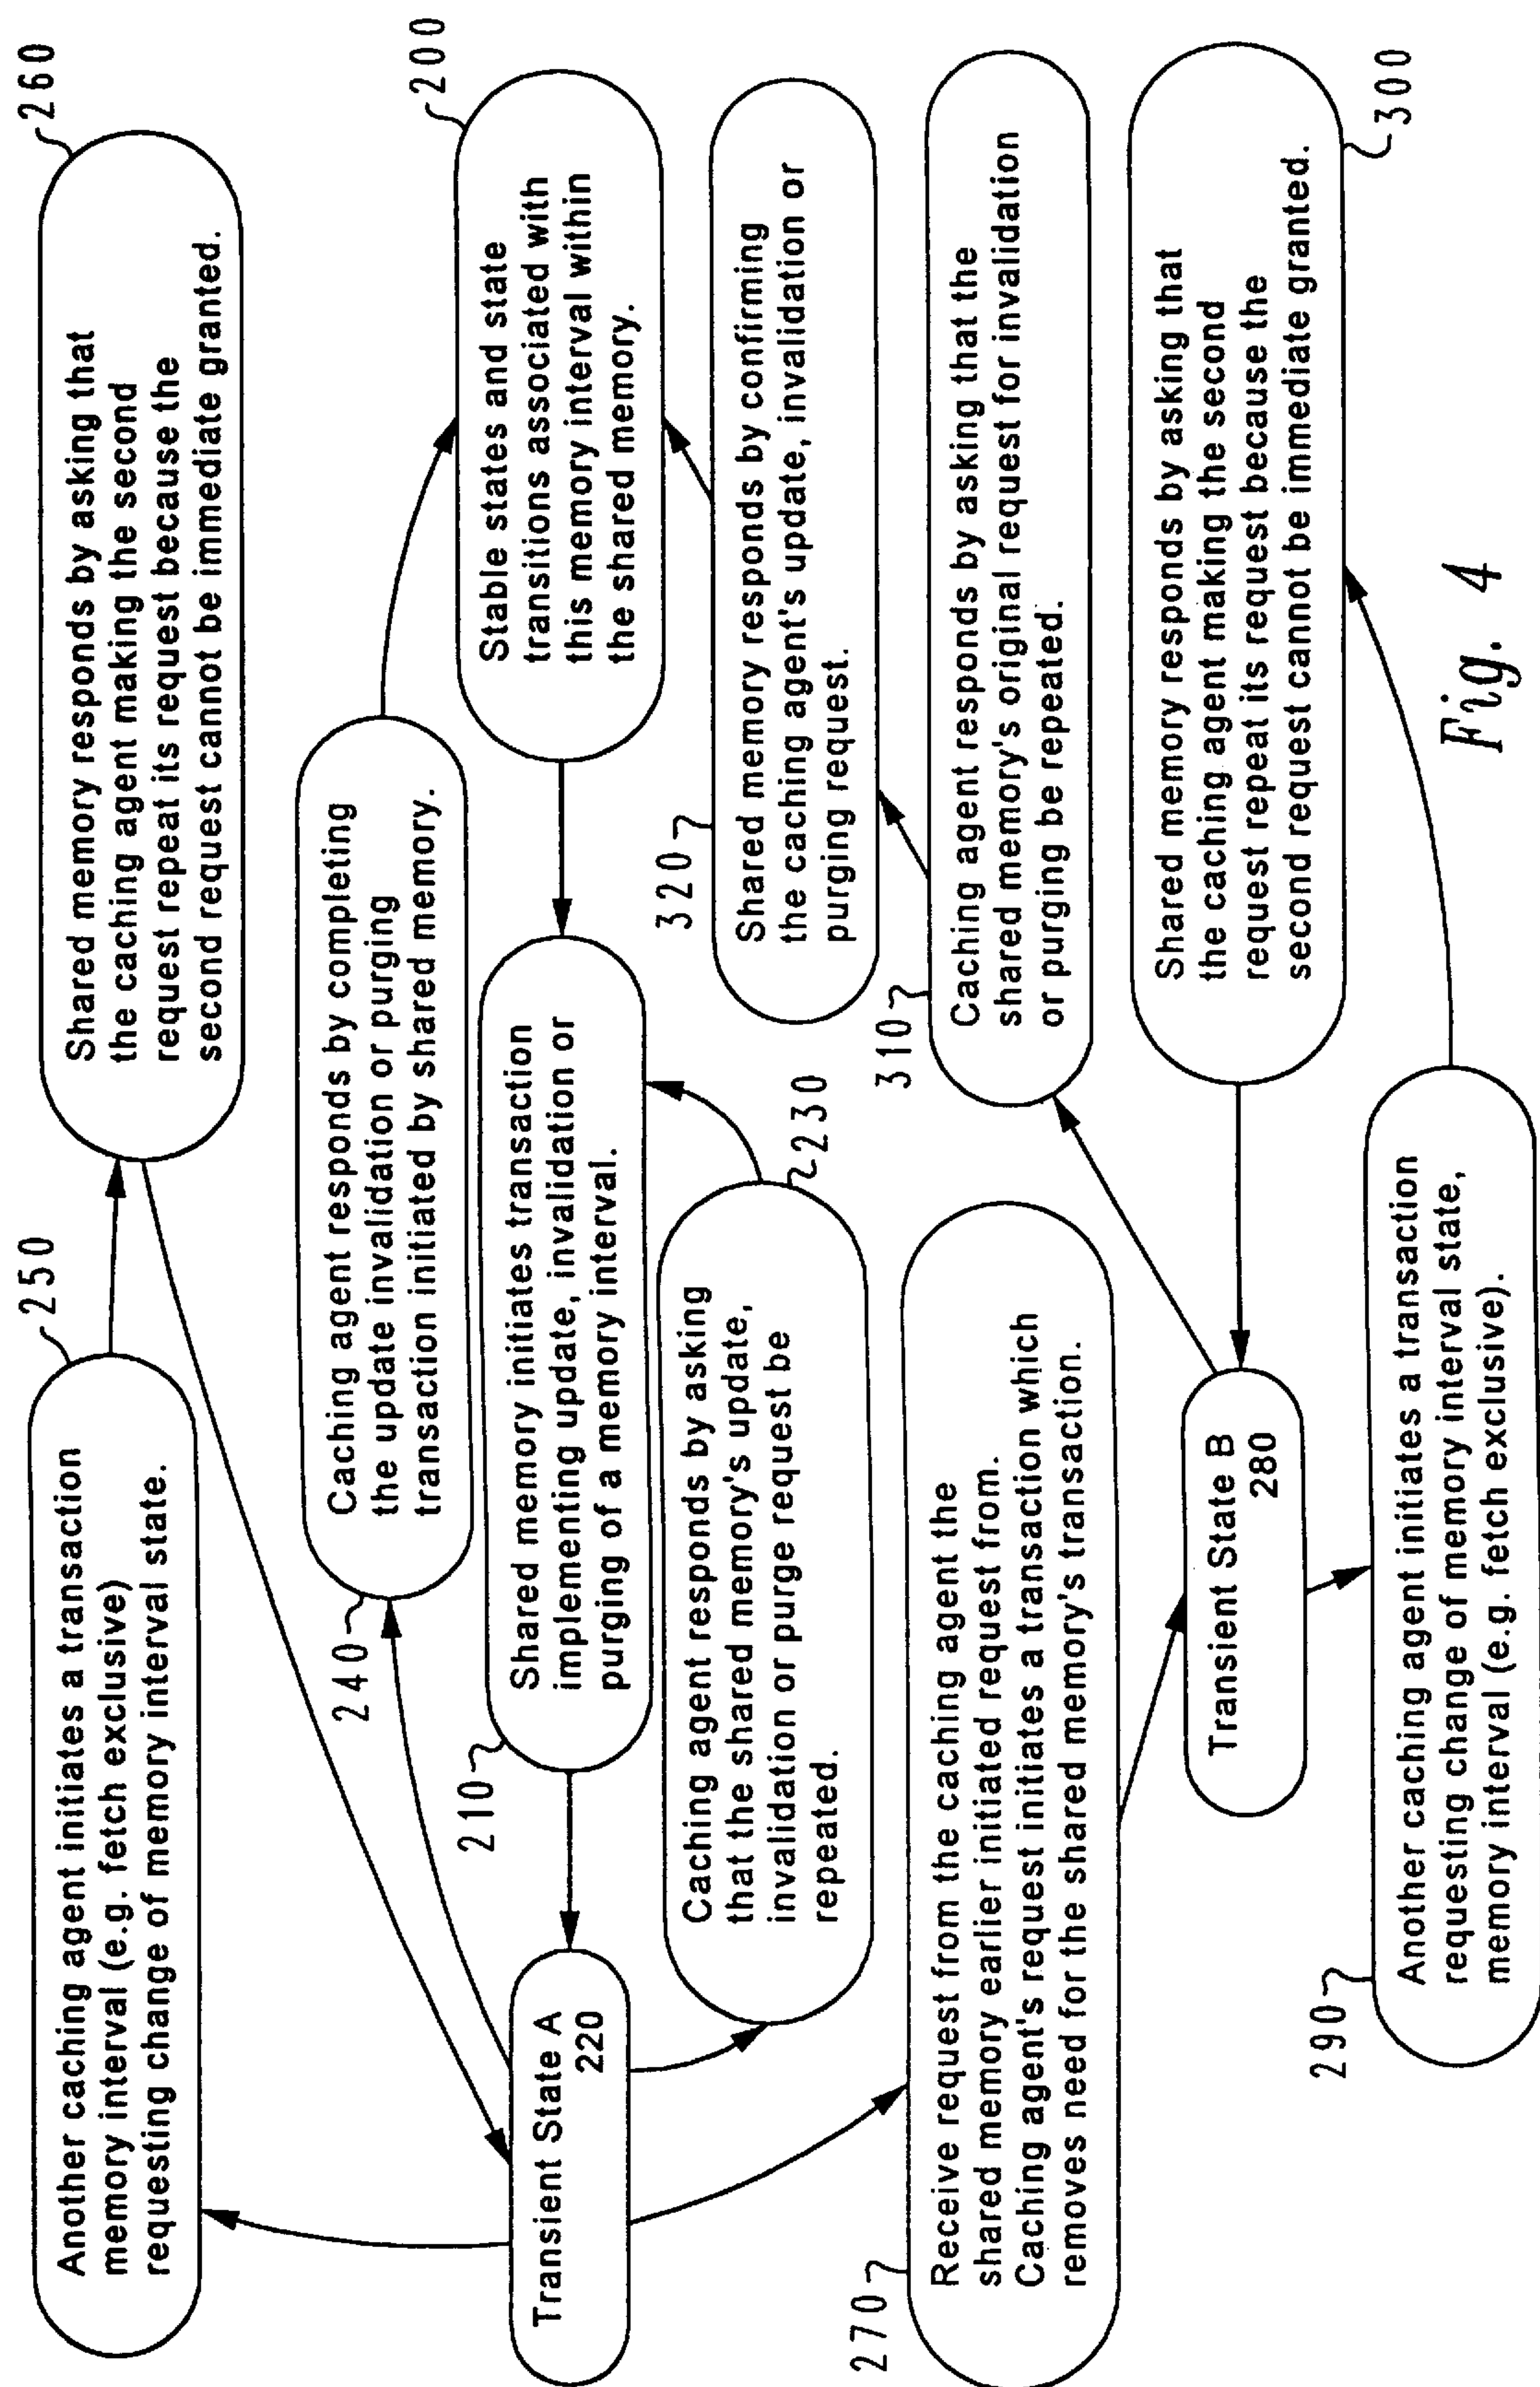 250
Another caching agent initiates a transaction
memory interval (e.g. fetch exclusive)
requesting change of memory interval state.
260
Shared memory responds by asking that
the caching agent making the second
request repeat its request because the
second request cannot be immediate granted.
240
Caching agent responds by completing
the update invalidation or purging
transaction initiated by shared memory.
200
Stable states and state
transitions associated with
this memory interval within
the shared memory.
210
Shared memory initiates transaction
implementing update, invalidation or
purging of a memory interval.
Transient State A
220
230
Caching agent responds by asking
that the shared memory's update,
invalidation or purge request be
repeated.
320
Shared memory responds by confirming
the caching agent's update, invalidation or
purging request.
270
Receive request from the caching agent the
shared memory earlier initiated request from.
Caching agent's request initiates a transaction which
removes need for the shared memory's transaction.
310
Caching agent responds by asking that the
shared memory's original request for invalidation
or purging be repeated.
Transient State B
280
300
Shared memory responds by asking that
the caching agent making the second
request repeat its request because the
second request cannot be immediate granted.
290
Another caching agent initiates a transaction
requesting change of memory interval state,
memory interval (e.g. fetch exclusive).
Fig. 4